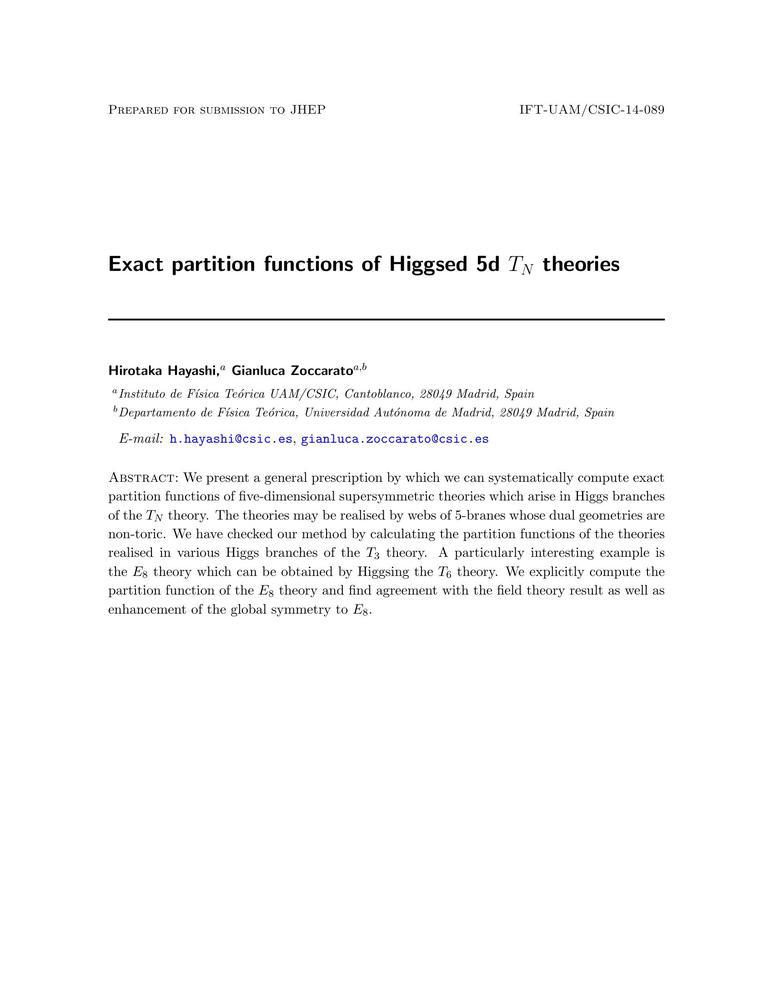 Prepared for submission to JHEP IFT-UAM/CSIC-14-089
Exact partition functions of Higgsed 5d $T_N$ theories
Hirotaka Hayashi,$^a$ Gianluca Zoccarato$^{a,b}$
$^a$Instituto de Física Teórica UAM/CSIC, Cantoblanco, 28049 Madrid, Spain
$^b$Departamento de Física Teórica, Universidad Autónoma de Madrid, 28049 Madrid, Spain
E-mail: h.hayashi@csic.es, gianluca.zoccarato@csic.es
Abstract: We present a general prescription by which we can systematically compute exact
partition functions of five-dimensional supersymmetric theories which arise in Higgs branches
of the $T_N$ theory. The theories may be realised by webs of 5-branes whose dual geometries are
non-toric. We have checked our method by calculating the partition functions of the theories
realised in various Higgs branches of the $T_3$ theory. A particularly interesting example is
the $E_8$ theory which can be obtained by Higgsing the $T_6$ theory. We explicitly compute the
partition function of the $E_8$ theory and find agreement with the field theory result as well as
enhancement of the global symmetry to $E_8$.